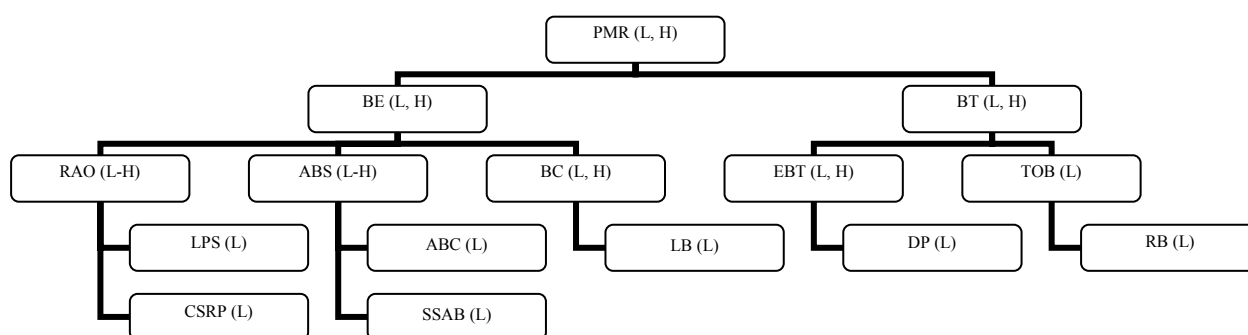 PMR (L, H)
BE (L, H)
BT (L, H)
RAO (L-H)
ABS (L-H)
BC (L, H)
EBT (L, H)
TOB (L)
LPS (L)
ABC (L)
LB (L)
DP (L)
RB (L)
CSRP (L)
SSAB (L)